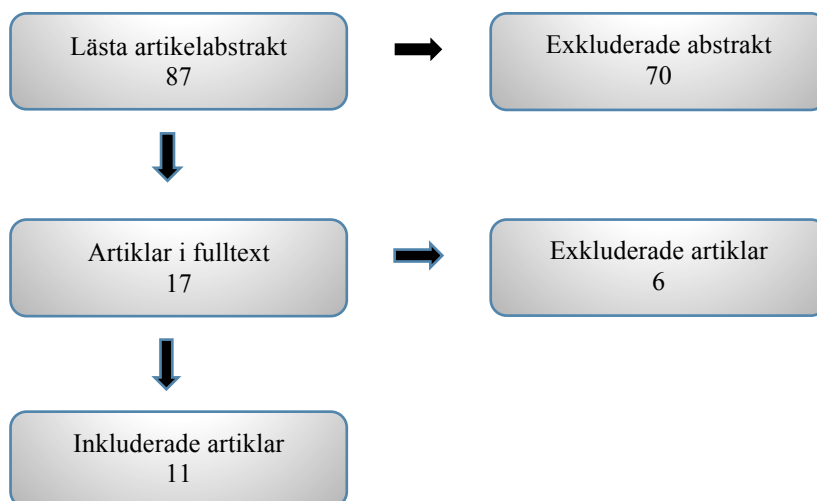 Lästa artikelabstrakt
87
Exkluderade abstrakt
70
Artiklar i fulltext
17
Exkluderade artiklar
6
Inkluderade artiklar
11